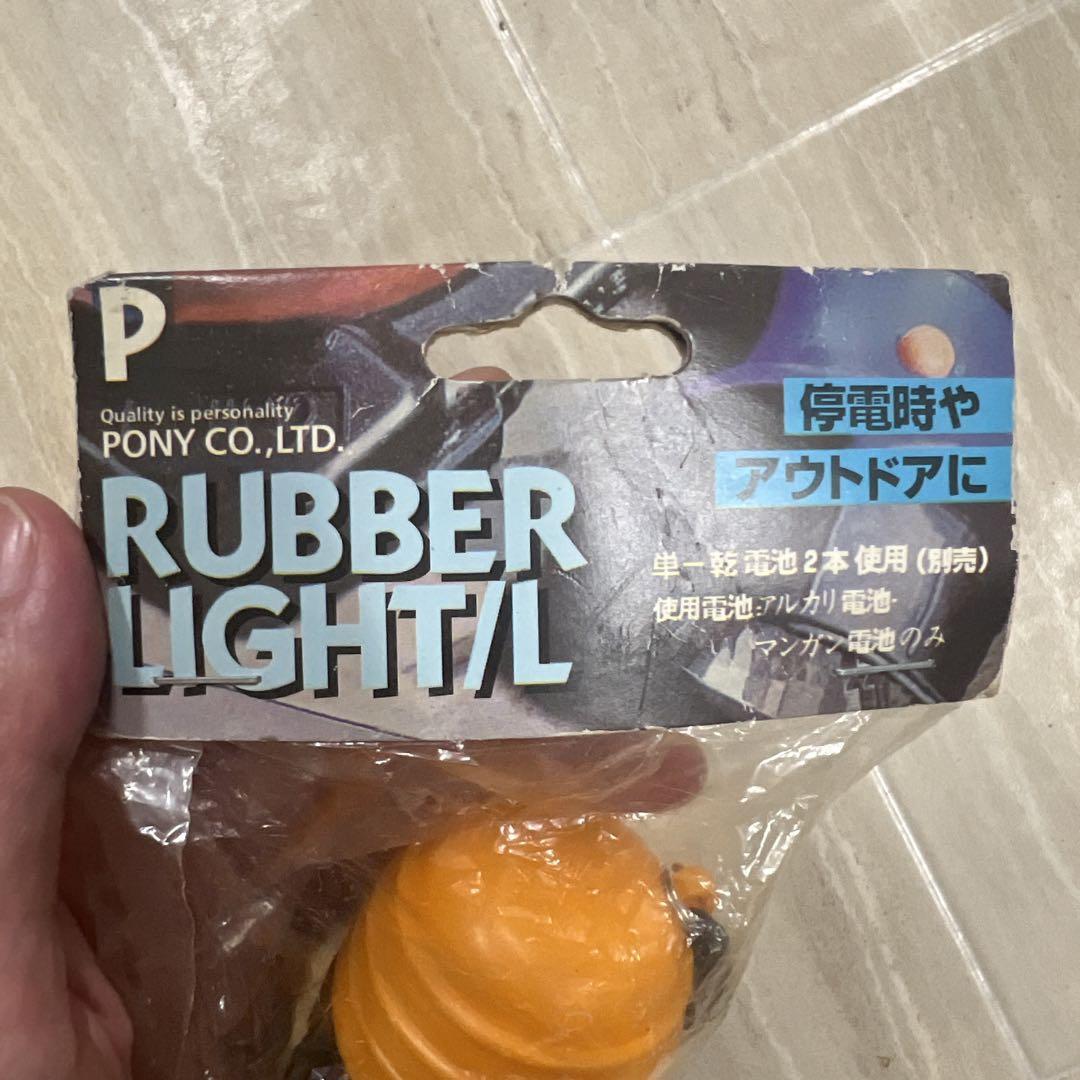 P
Quality is personality
PONY CO.,LTD.
RUBBER
LIGHT/L
停電時や
アウトドアに
単一乾電池2本使用(別売)
使用電池:アルカリ電池・
マンガン電池のみ